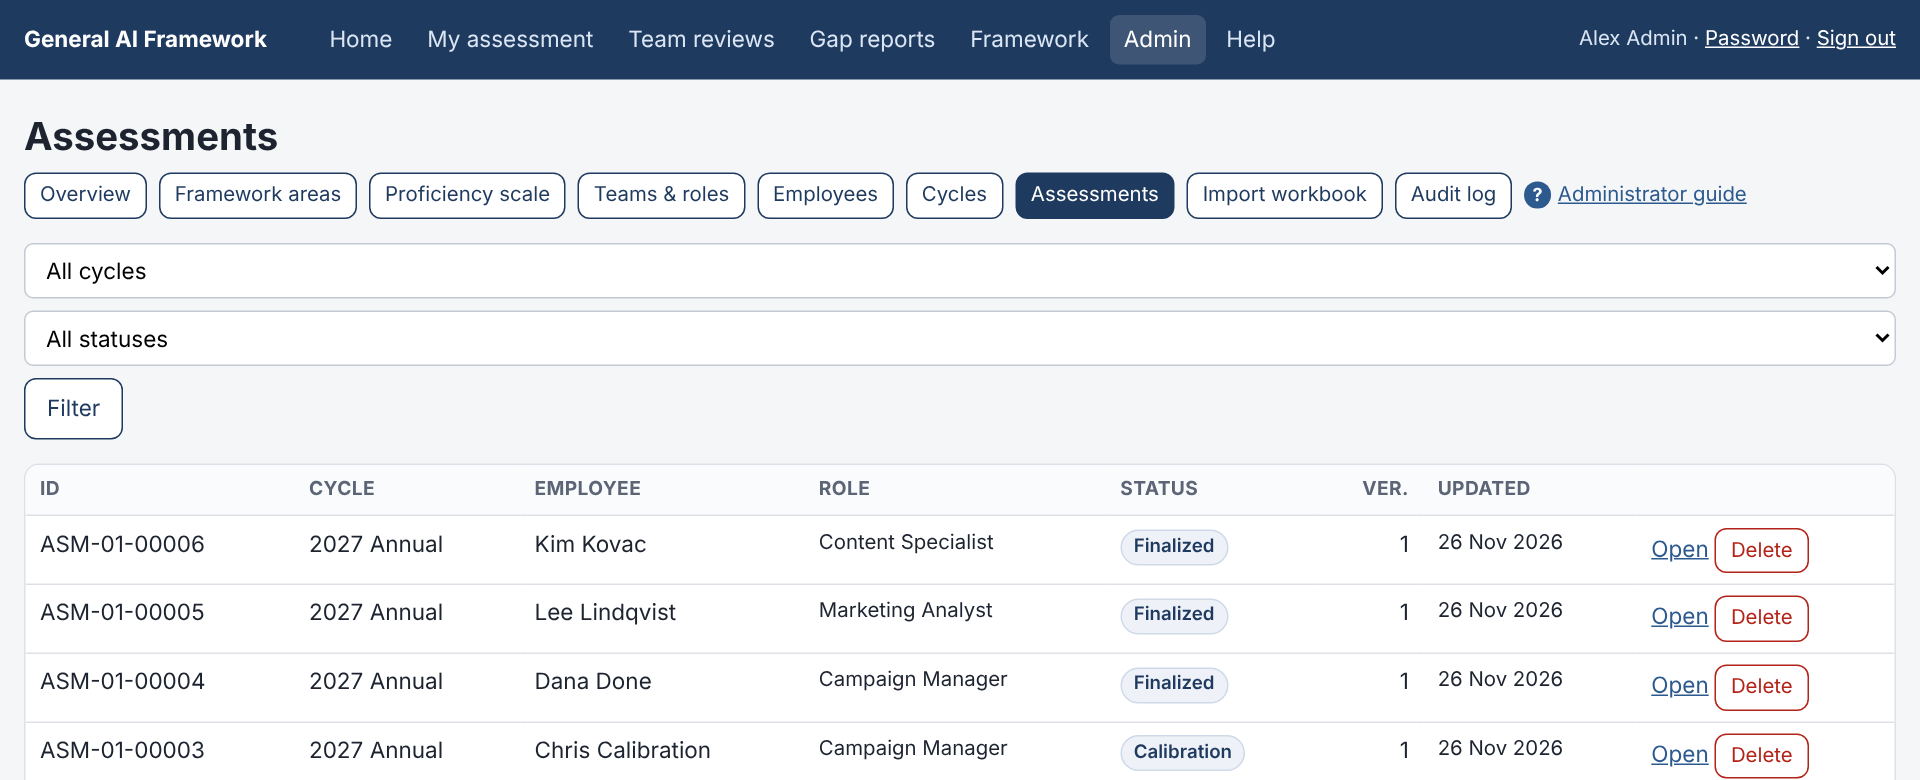 General AI Framework Home My assessment Team reviews Gap reports Framework Admin Help Alex Admin · Password · Sign out
Assessments
Overview Framework areas Proficiency scale Teams & roles Employees Cycles Assessments Import workbook Audit log ? Administrator guide
All cycles
All statuses
Filter
ID CYCLE EMPLOYEE ROLE STATUS VER. UPDATED
ASM-01-00006 2027 Annual Kim Kovac Content Specialist Finalized 1 26 Nov 2026 Open Delete
ASM-01-00005 2027 Annual Lee Lindqvist Marketing Analyst Finalized 1 26 Nov 2026 Open Delete
ASM-01-00004 2027 Annual Dana Done Campaign Manager Finalized 1 26 Nov 2026 Open Delete
ASM-01-00003 2027 Annual Chris Calibration Campaign Manager Calibration 1 26 Nov 2026 Open Delete